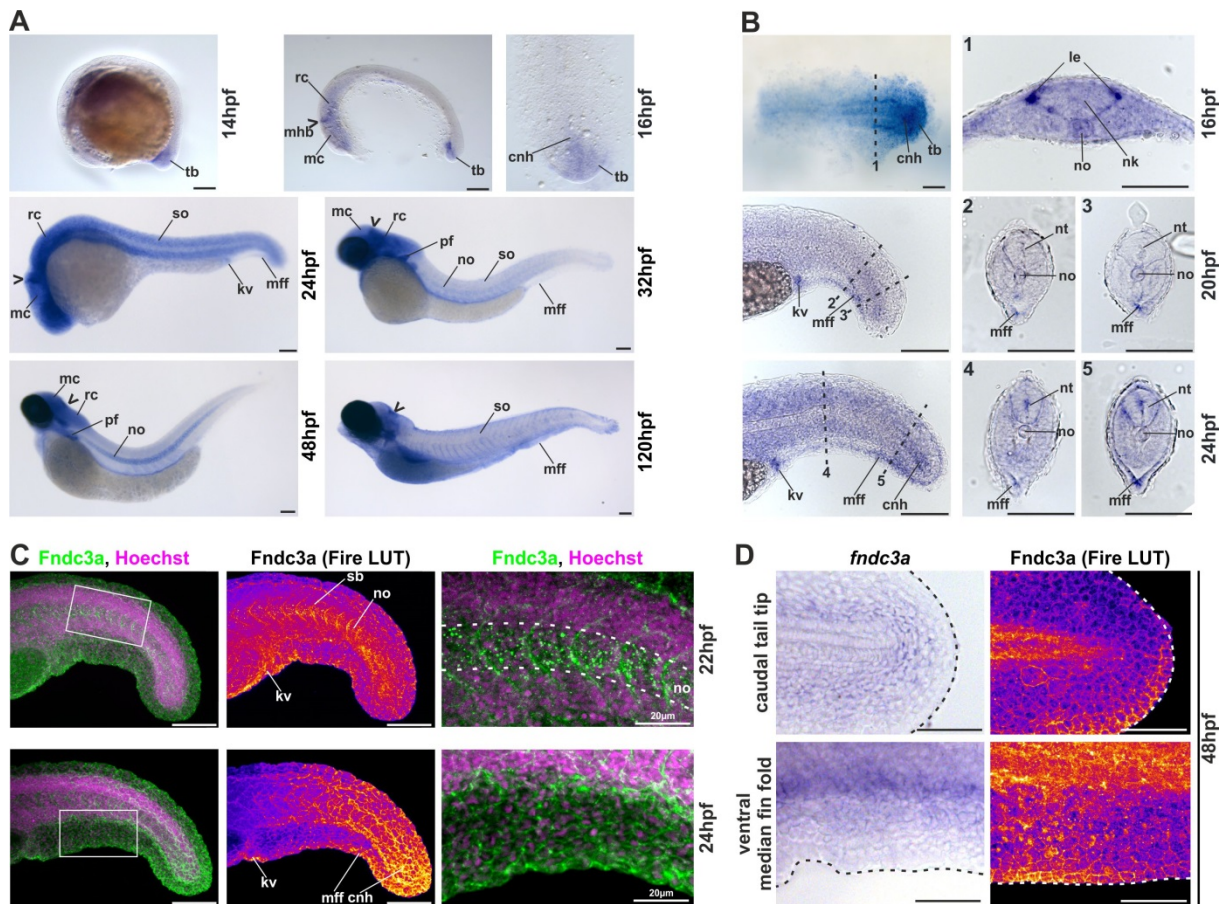 A
14hpf
tb
rc
mhb
>
mc
tb
cnh
tb
16hpf
rc
so
>
mc
kv
mff
24hpf
mc
>
rc
pf
no
so
mff
32hpf
mc
rc
>
pf
no
48hpf
>
so
mff
120hpf
B
1
cnh
tb
1
le
no
nk
16hpf
kv
2
mff
3
2
nt
no
mff
3
nt
no
mff
20hpf
kv
4
mff
5
cnh
4
nt
no
mff
5
nt
no
mff
24hpf
C
Fndc3a, Hoechst
Fndc3a (Fire LUT)
Fndc3a, Hoechst
sb
no
kv
no
20µm
22hpf
kv
mff cnh
20µm
24hpf
D
fndc3a
Fndc3a (Fire LUT)
caudal tail tip
ventral
median fin fold
48hpf